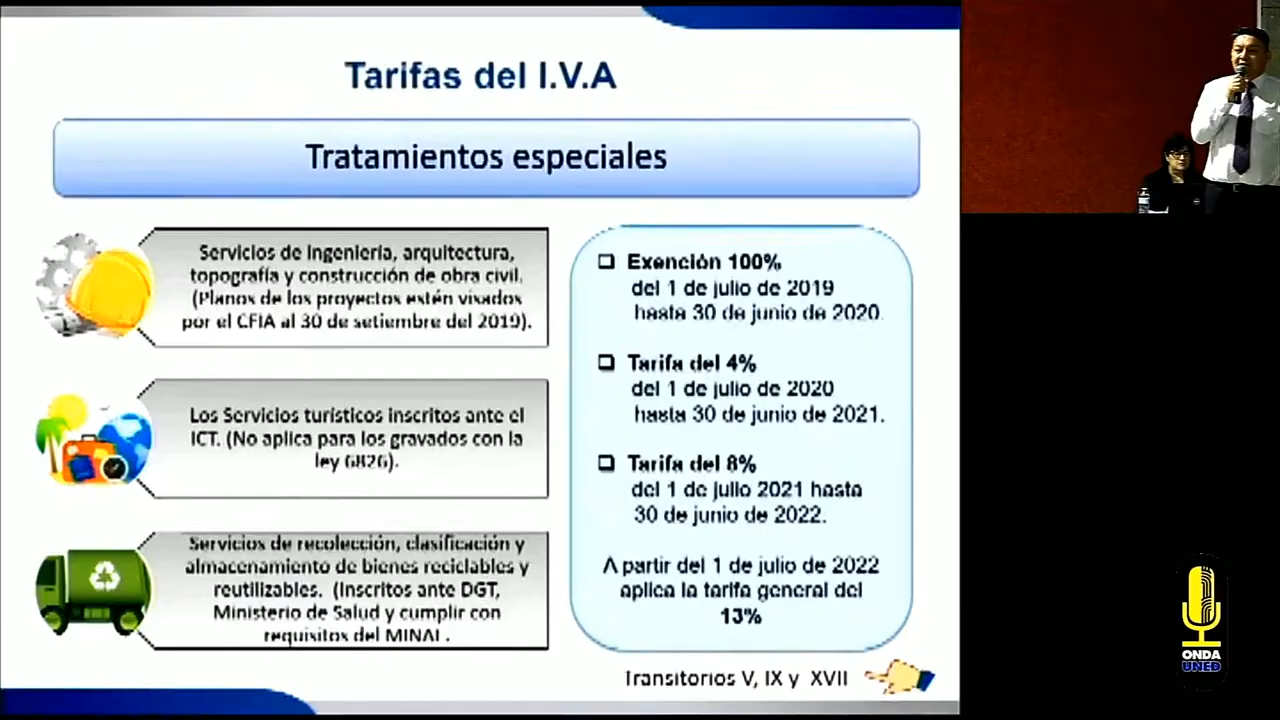 Tarifas del I.V.A
Tratamientos especiales
Servicios de Ingeniería, arquitectura,
topografía y construcción de obra civil.
(Planos de los proyectos estén visados
por el CFIA al 30 de setiembre del 2019).
Los Servicios turísticos inscritos ante el
ICT. (No aplica para los gravados con la
ley 6826).
Servicios de recolección, clasificación y
almacenamiento de bienes reciclables y
reutilizables. (Inscritos ante DGT,
Ministerio de Salud y cumplir con
requisitos del MINAE.
Exención 100%
del 1 de julio de 2019
hasta 30 de junio de 2020.
Tarifa del 4%
del 1 de julio de 2020
hasta 30 de junio de 2021.
Tarifa del 8%
del 1 de julio 2021 hasta
30 de junio de 2022.
A partir del 1 de julio de 2022
aplica la tarifa general del
13%
Transitorios V, IX y XVII
ONDA
UNED